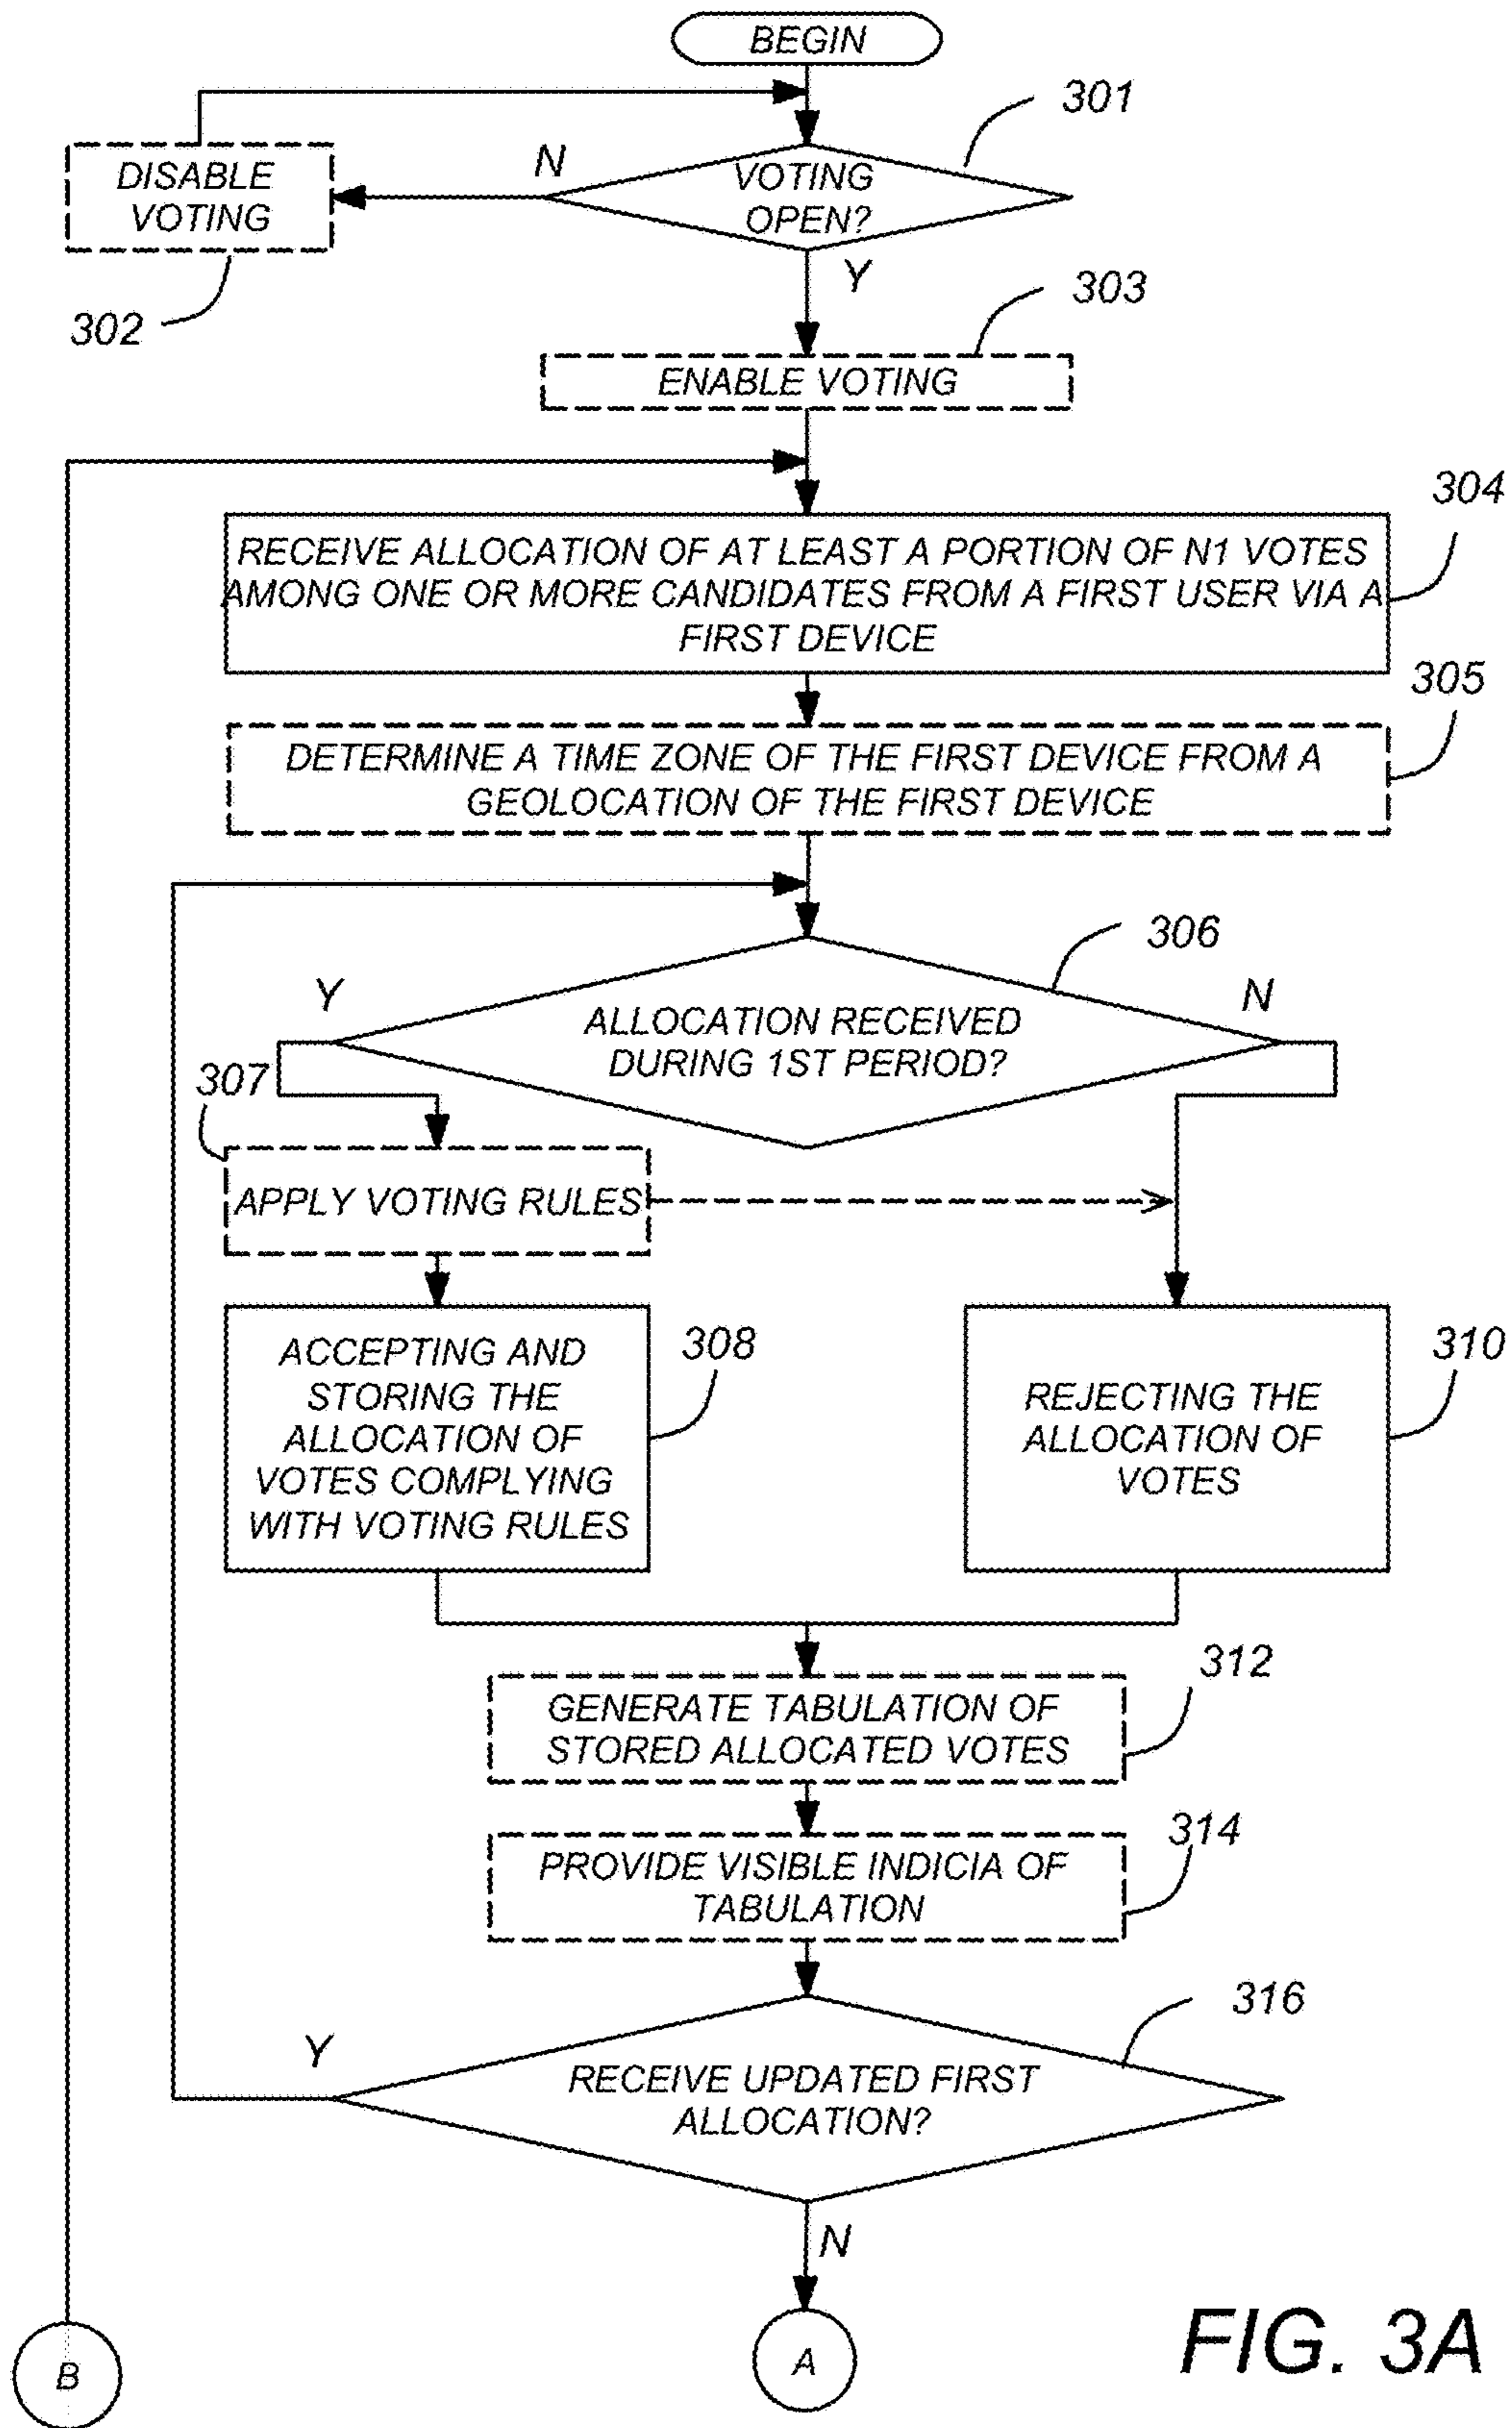 BEGIN
301
N
VOTING
OPEN?
DISABLE
VOTING
Y
302
303
ENABLE VOTING
304
RECEIVE ALLOCATION OF AT LEAST A PORTION OF N1 VOTES
AMONG ONE OR MORE CANDIDATES FROM A FIRST USER VIA A
FIRST DEVICE
305
DETERMINE A TIME ZONE OF THE FIRST DEVICE FROM A
GEOLOCATION OF THE FIRST DEVICE
306
Y
N
ALLOCATION RECEIVED
DURING 1ST PERIOD?
307
APPLY VOTING RULES
ACCEPTING AND
STORING THE
ALLOCATION OF
VOTES COMPLYING
WITH VOTING RULES
308
REJECTING THE
ALLOCATION OF
VOTES
310
312
GENERATE TABULATION OF
STORED ALLOCATED VOTES
314
PROVIDE VISIBLE INDICIA OF
TABULATION
316
Y
RECEIVE UPDATED FIRST
ALLOCATION?
N
B
A
FIG. 3A